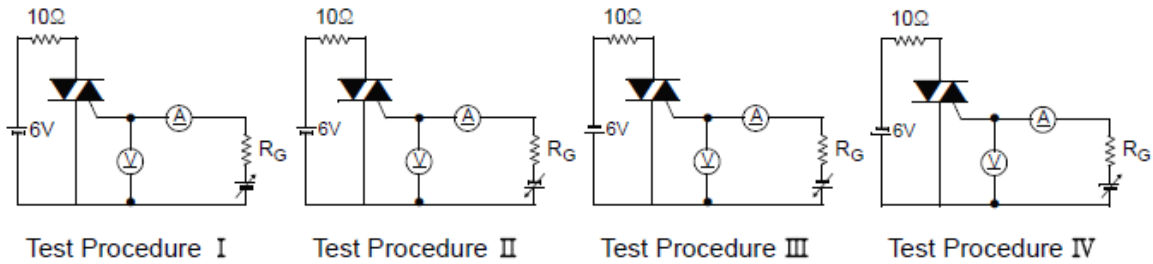 10Ω 10Ω 10Ω 10Ω
6V A V RG 6V A V RG 6V A V RG 6V A V RG
Test Procedure Ⅰ Test Procedure Ⅱ Test Procedure Ⅲ Test Procedure Ⅳ